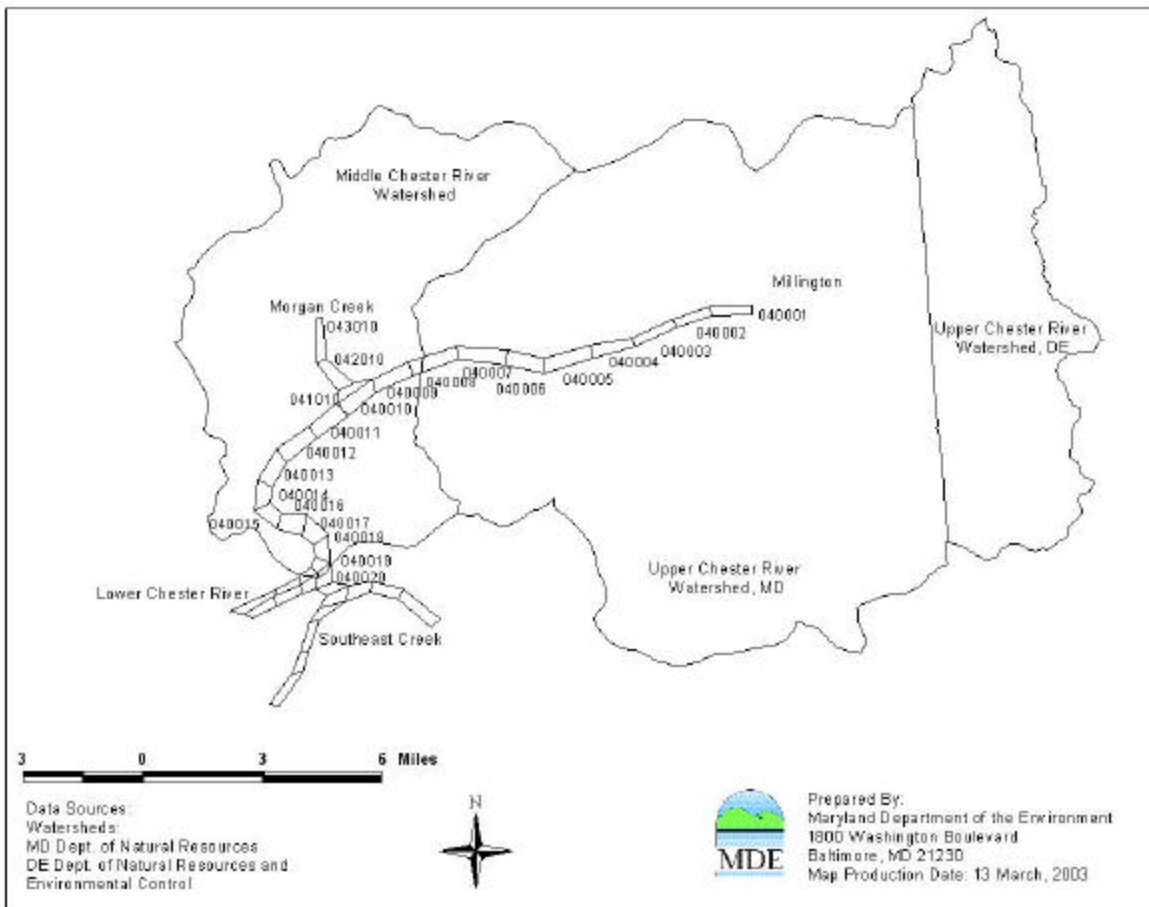 Middle Chester River
Watershed
Millington
Morgan Creek
043010
040001
040002
Upper Chester River
Watershed, DE
040003
042010
040004
040007
040005
040008
040006
040009
041010
040010
040011
040012
040013
040014
040016
040015
040017
040018
040019
Upper Chester River
Watershed, MD
040020
Lower Chester River
Southeast Creek
3 0 3 6 Miles
Data Sources:
Watersheds:
MD Dept. of Natural Resources
DE Dept. of Natural Resources and
Environmental Control
N
MDE
Prepared By:
Maryland Department of the Environment
1800 Washington Boulevard
Baltimore, MD 21230
Map Production Date: 13 March, 2003